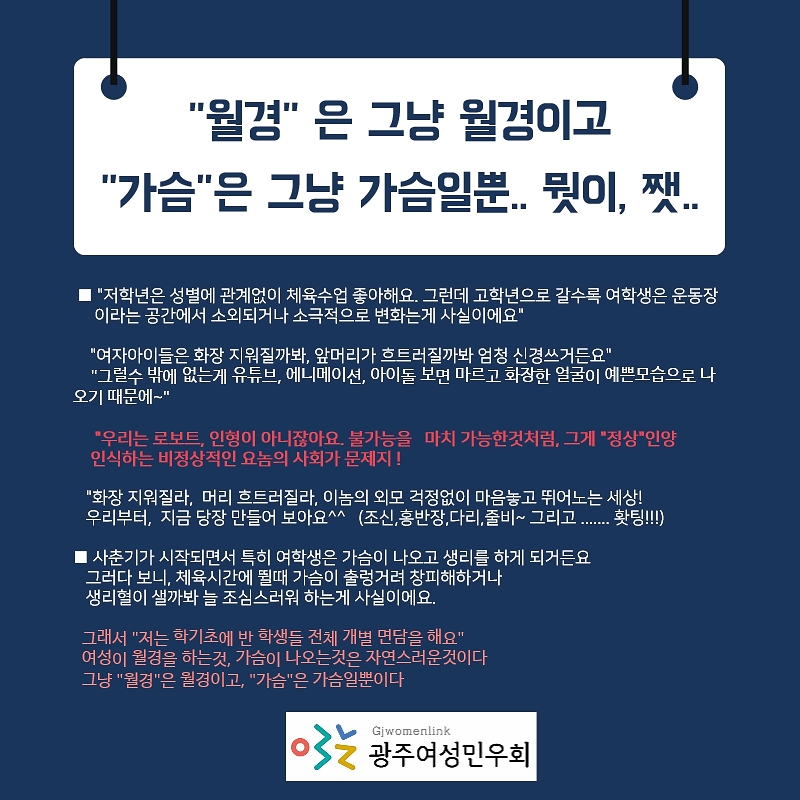 "월경" 은 그냥 월경이고
"가슴"은 그냥 가슴일뿐.. 뭣이, 쨋..
■ "저학년은 성별에 관계없이 체육수업 좋아해요. 그런데 고학년으로 갈수록 여학생은 운동장
이라는 공간에서 소외되거나 소극적으로 변화는게 사실이에요"
"여자아이들은 화장 지워질까봐, 앞머리가 흐트러질까봐 엄청 신경쓰거든요"
"그럴수 밖에 없는게 유튜브, 에니메이션, 아이돌 보면 마르고 화장한 얼굴이 예쁜모습으로 나
오기 때문에~"
"우리는 로보트, 인형이 아니잖아요. 불가능을 마치 가능한것처럼, 그게 "정상"인양
인식하는 비정상적인 요놈의 사회가 문제지 !
"화장 지워질라, 머리 흐트러질라, 이놈의 외모 걱정없이 마음놓고 뛰어노는 세상!
우리부터, 지금 당장 만들어 보아요^^ (조신,홍반장,다리,줄비~ 그리고 ....... 홧팅!!!)
■ 사춘기가 시작되면서 특히 여학생은 가슴이 나오고 생리를 하게 되거든요
그러다 보니, 체육시간에 뛸때 가슴이 출렁거려 창피해하거나
생리혈이 샐까봐 늘 조심스러워 하는게 사실이에요.
그래서 "저는 학기초에 반 학생들 전체 개별 면담을 해요"
여성이 월경을 하는것, 가슴이 나오는것은 자연스러운것이다
그냥 "월경"은 월경이고, "가슴"은 가슴일뿐이다
Gjwomenlink
광주여성민우회